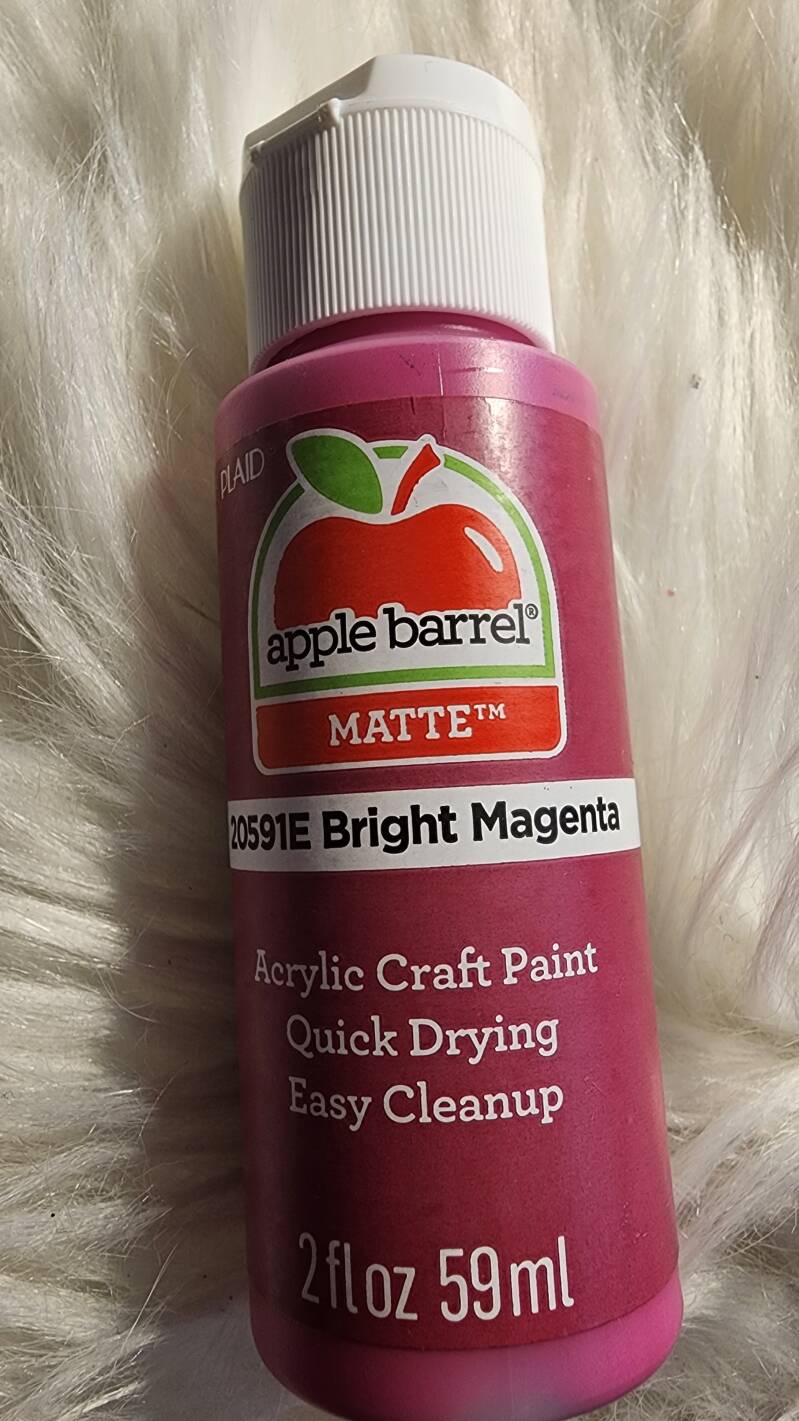 PLAID
apple barrel®
MATTE™
20591E Bright Magenta
Acrylic Craft Paint
Quick Drying
Easy Cleanup
2 fl oz 59 ml